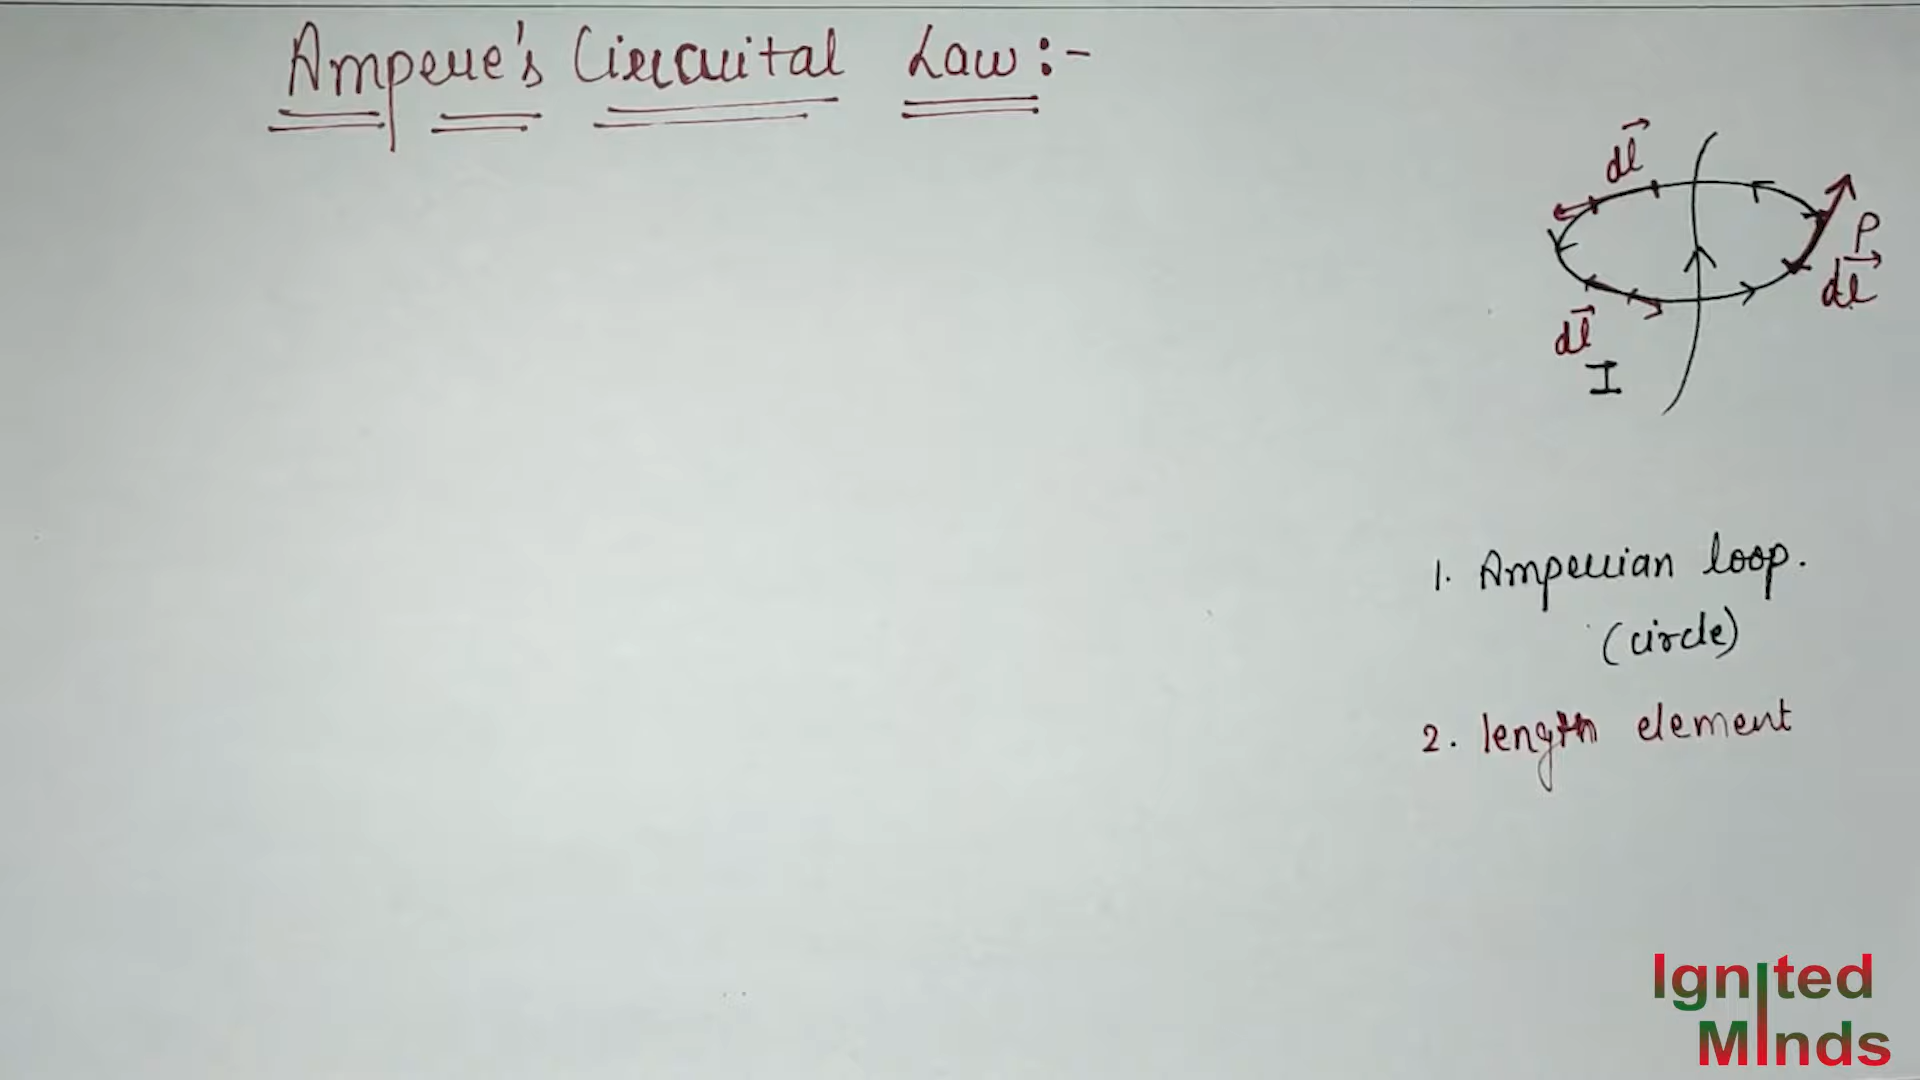 Ampere's Circuital Law :-
dl
P
dl
dl
I
1. Amperian loop.
(circle)
2. length element
Ignited
Minds